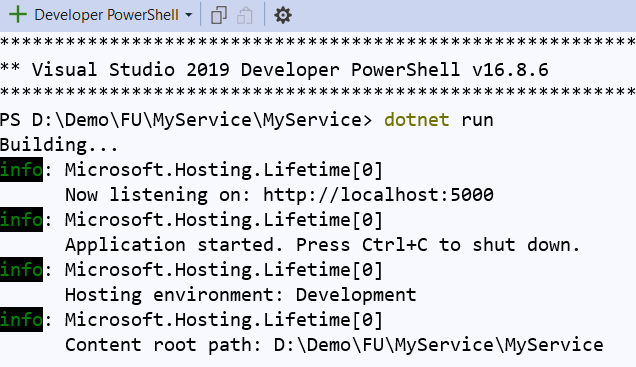 Developer PowerShell
**********************************************************
** Visual Studio 2019 Developer PowerShell v16.8.6
**********************************************************
PS D:\Demo\FU\MyService\MyService> dotnet run
Building...
info: Microsoft.Hosting.Lifetime[0]
      Now listening on: http://localhost:5000
info: Microsoft.Hosting.Lifetime[0]
      Application started. Press Ctrl+C to shut down.
info: Microsoft.Hosting.Lifetime[0]
      Hosting environment: Development
info: Microsoft.Hosting.Lifetime[0]
      Content root path: D:\Demo\FU\MyService\MyService